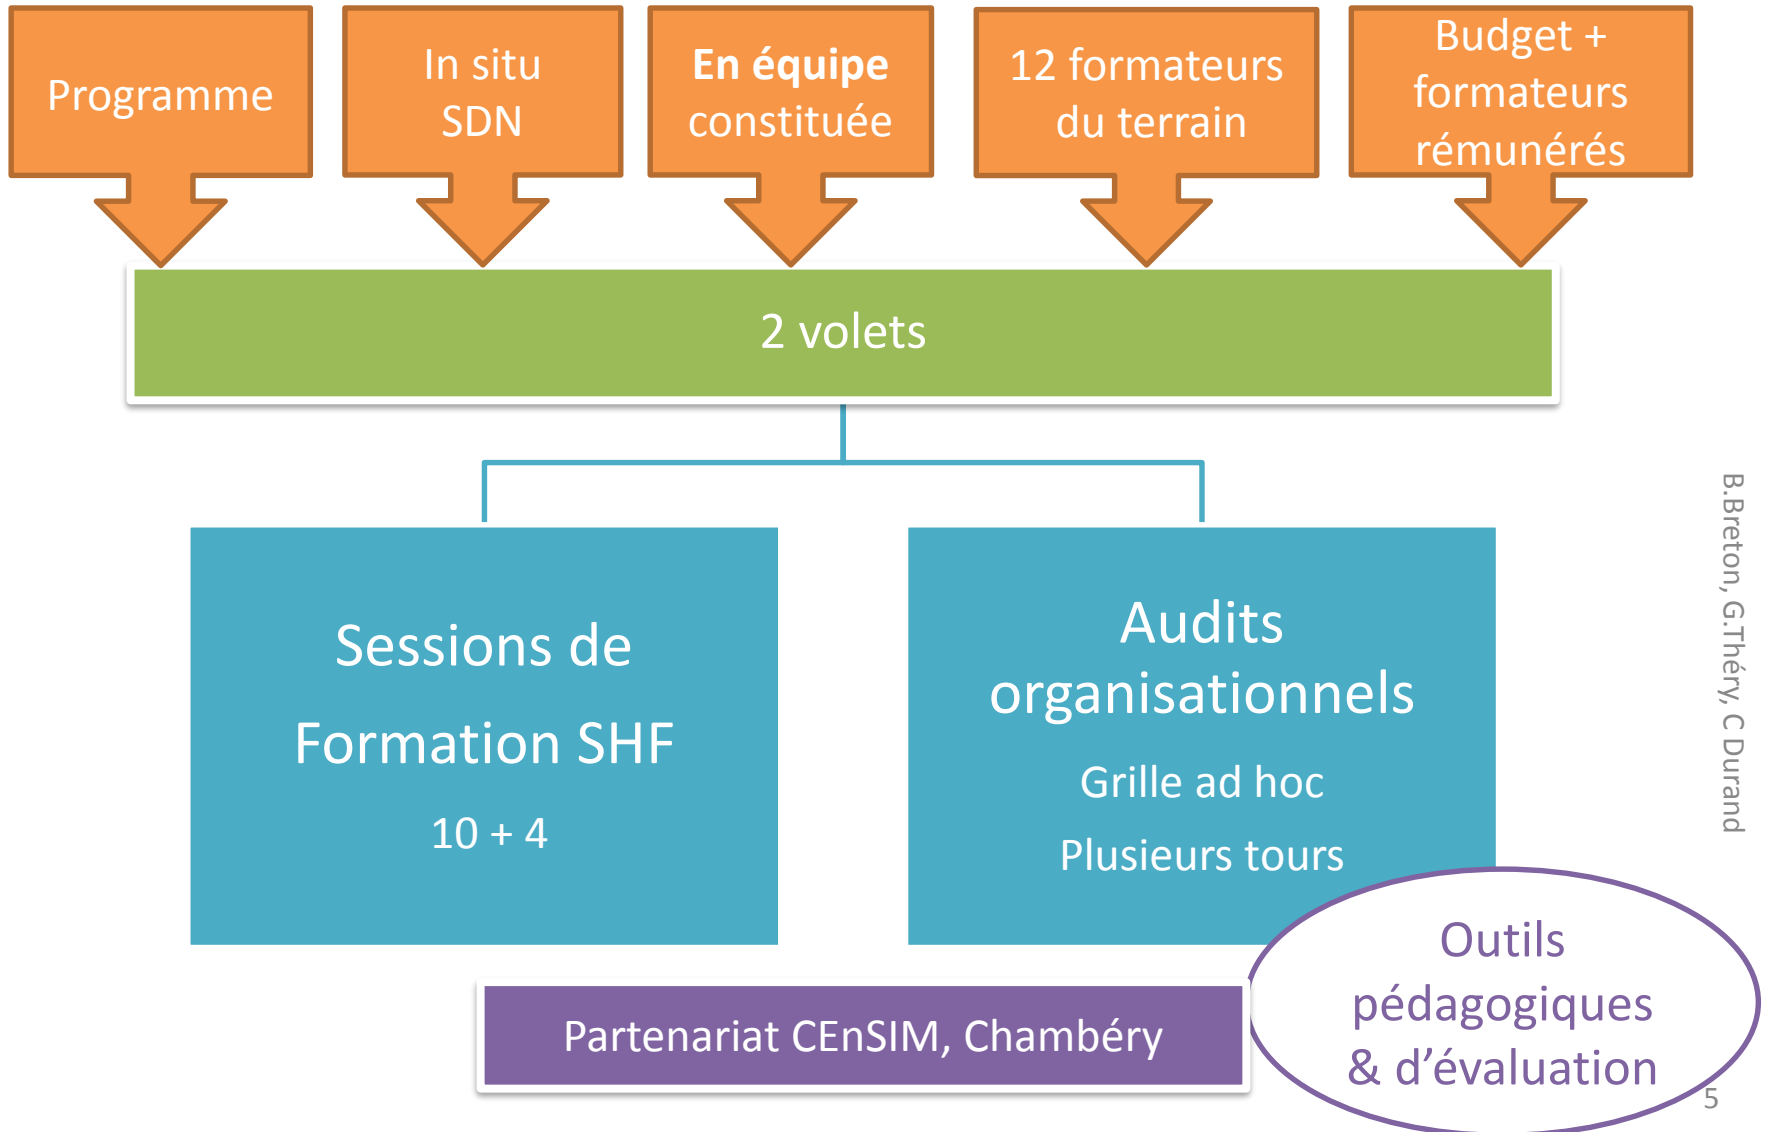 Programme
In situ
SDN
En équipe
constituée
12 formateurs
du terrain
Budget +
formateurs
rémunérés
2 volets
Sessions de
Formation SHF
10 + 4
Audits
organisationnels
Grille ad hoc
Plusieurs tours
B.Breton, G.Théry, C Durand
Outils
pédagogiques
& d’évaluation
Partenariat CEnSIM, Chambéry
5